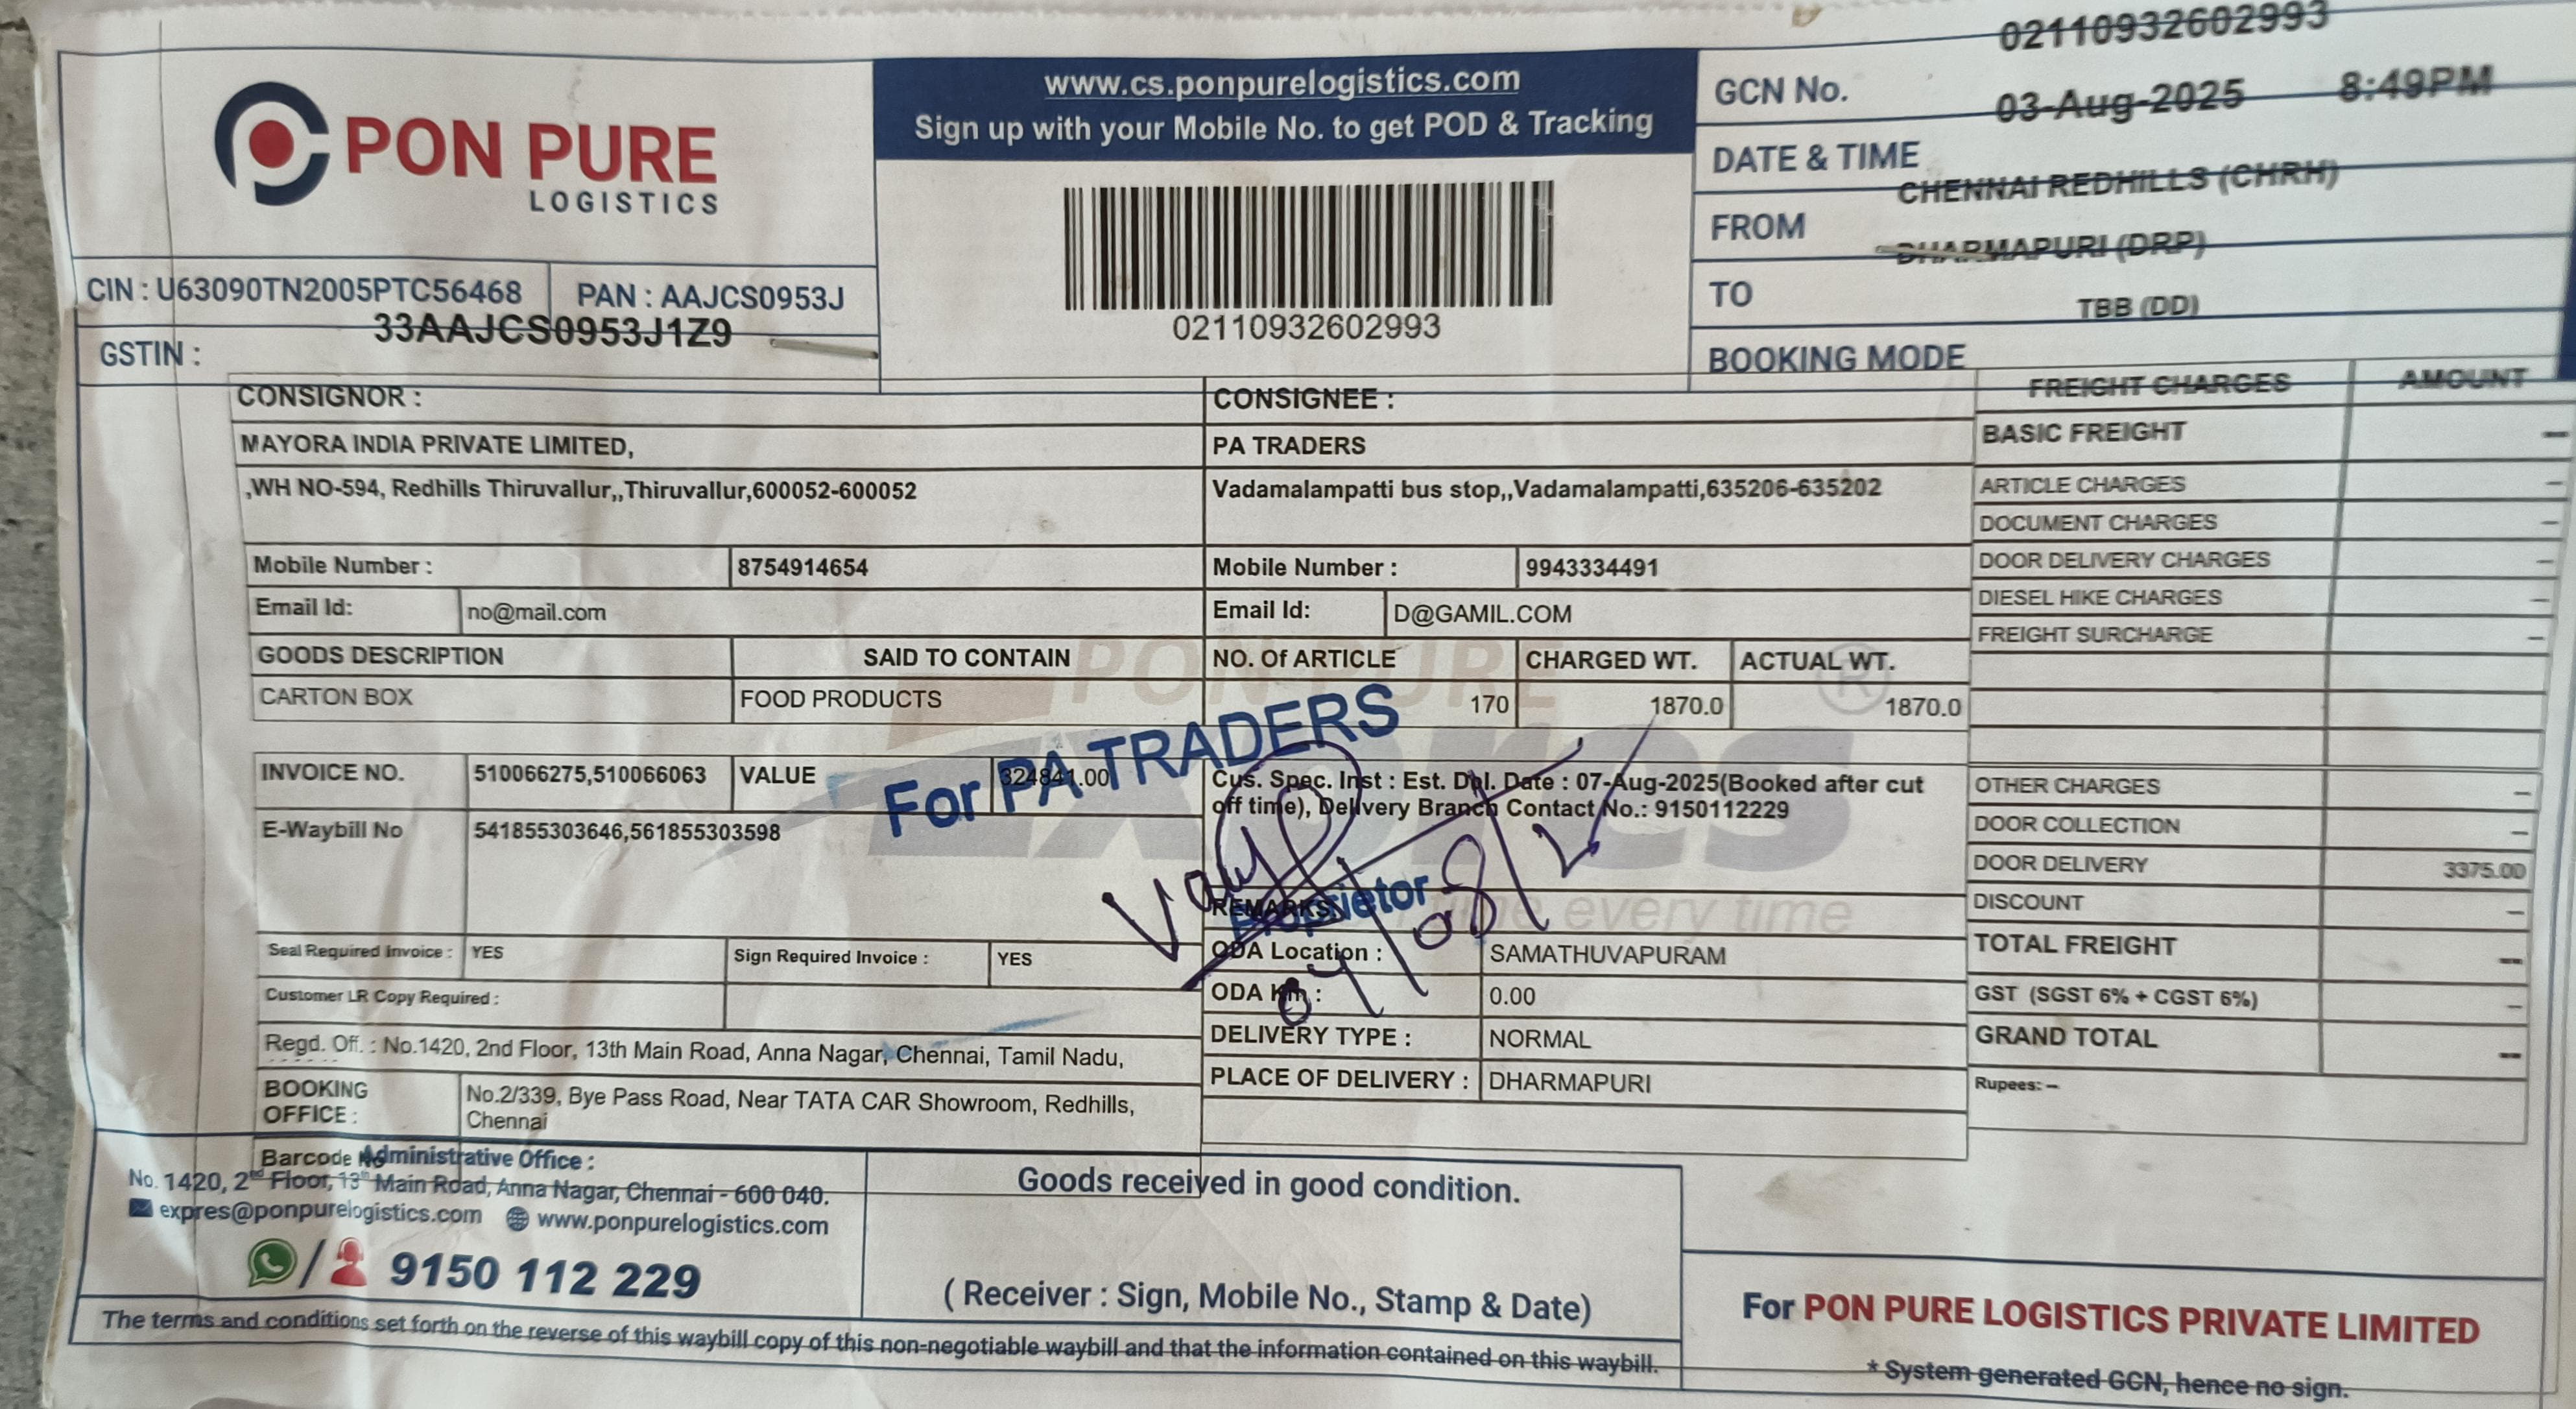 PON PURE
LOGISTICS
www.cs.ponpurelogistics.com
Sign up with your Mobile No. to get POD & Tracking
02110932602993
02110932602993
GCN No.
03-Aug-2025 8:49PM
DATE & TIME
CHENNAI REDHILLS (CHRH)
FROM
DHARMAPURI (DRP)
TO
TBB (DD)
BOOKING MODE
CIN : U63090TN2005PTC56468 PAN : AAJCS0953J
33AAJCS0953J1Z9
GSTIN :
CONSIGNOR :
MAYORA INDIA PRIVATE LIMITED,
,WH NO-594, Redhills Thiruvallur,,Thiruvallur,600052-600052
Mobile Number : 8754914654
Email Id: no@mail.com
GOODS DESCRIPTION SAID TO CONTAIN
CARTON BOX FOOD PRODUCTS
CONSIGNEE :
PA TRADERS
Vadamalampatti bus stop,,Vadamalampatti,635206-635202
Mobile Number : 9943334491
Email Id: D@GAMIL.COM
NO. Of ARTICLE CHARGED WT. ACTUAL WT.
170 1870.0 1870.0
FREIGHT CHARGES AMOUNT
BASIC FREIGHT --
ARTICLE CHARGES --
DOCUMENT CHARGES --
DOOR DELIVERY CHARGES --
DIESEL HIKE CHARGES --
FREIGHT SURCHARGE --
OTHER CHARGES --
DOOR COLLECTION --
DOOR DELIVERY 3375.00
DISCOUNT --
TOTAL FREIGHT --
GST (SGST 6% + CGST 6%) --
GRAND TOTAL --
Rupees: --
INVOICE NO. 510066275,510066063 VALUE 324841.00
E-Waybill No 541855303646,561855303598
For PA TRADERS
Proprietor
Cus. Spec. Inst : Est. Dpl. Date : 07-Aug-2025(Booked after cut
off time), Delivery Branch Contact No.: 9150112229
REMARKS
ODA Location : SAMATHUVAPURAM
ODA Km : 0.00
DELIVERY TYPE : NORMAL
PLACE OF DELIVERY : DHARMAPURI
PON PURE
Expres
time every time
Seal Required Invoice : YES Sign Required Invoice : YES
Customer LR Copy Required :
Regd. Off. : No.1420, 2nd Floor, 13th Main Road, Anna Nagar, Chennai, Tamil Nadu,
BOOKING OFFICE : No.2/339, Bye Pass Road, Near TATA CAR Showroom, Redhills,
Chennai
Barcode No
Administrative Office :
No. 1420, 2nd Floor, 13th Main Road, Anna Nagar, Chennai - 600 040.
expres@ponpurelogistics.com www.ponpurelogistics.com
9150 112 229
Goods received in good condition.
( Receiver : Sign, Mobile No., Stamp & Date)
For PON PURE LOGISTICS PRIVATE LIMITED
* System generated GCN, hence no sign.
The terms and conditions set forth on the reverse of this waybill copy of this non-negotiable waybill and that the information contained on this waybill.